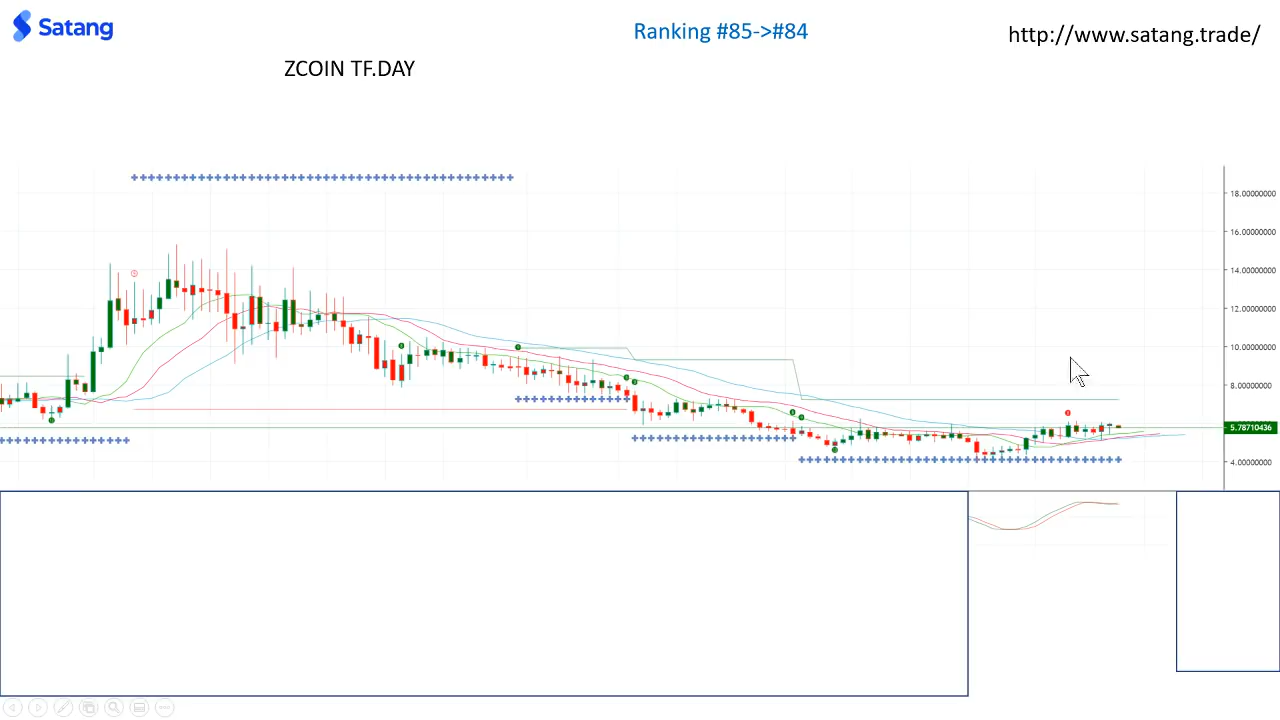 Satang
Ranking #85->#84
http://www.satang.trade/
ZCOIN TF.DAY
18.00000000
16.00000000
14.00000000
12.00000000
10.00000000
8.00000000
5.78710436
4.00000000